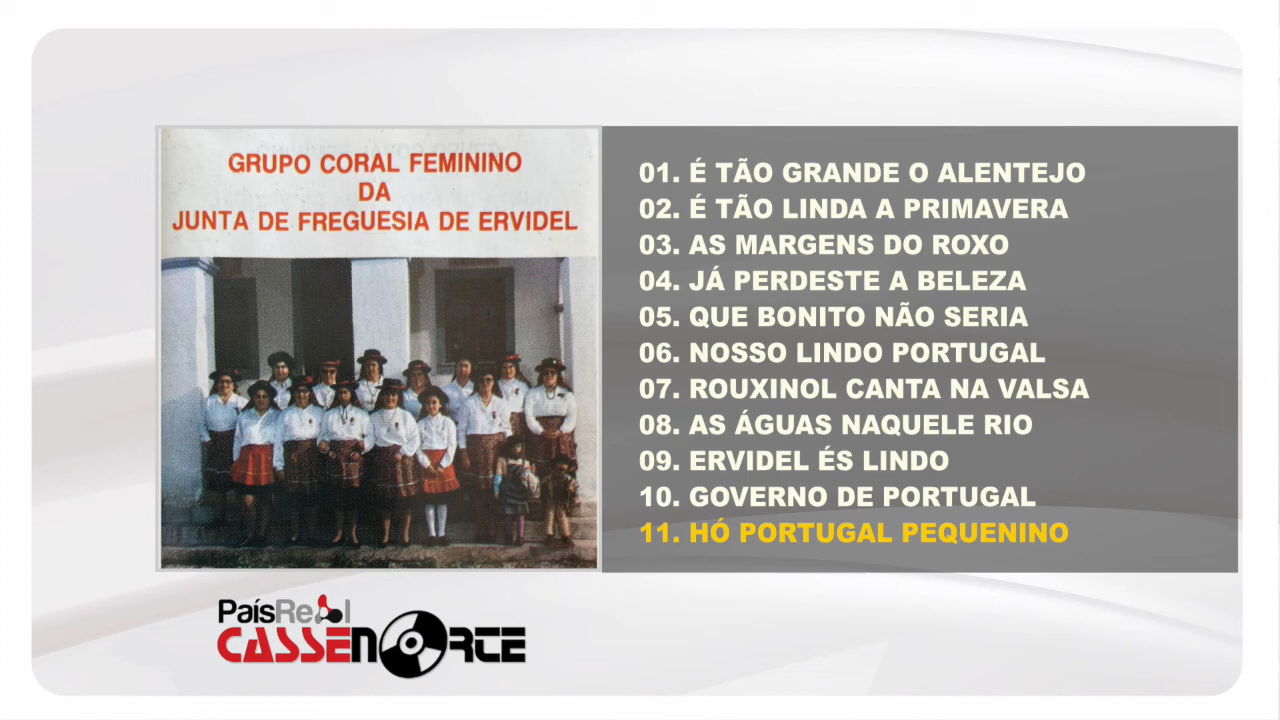 GRUPO CORAL FEMININO
DA
JUNTA DE FREGUESIA DE ERVIDEL
01. É TÃO GRANDE O ALENTEJO
02. É TÃO LINDA A PRIMAVERA
03. AS MARGENS DO ROXO
04. JÁ PERDESTE A BELEZA
05. QUE BONITO NÃO SERIA
06. NOSSO LINDO PORTUGAL
07. ROUXINOL CANTA NA VALSA
08. AS ÁGUAS NAQUELE RIO
09. ERVIDEL ÉS LINDO
10. GOVERNO DE PORTUGAL
11. HÓ PORTUGAL PEQUENINO
PaísReal
CASSENORTE